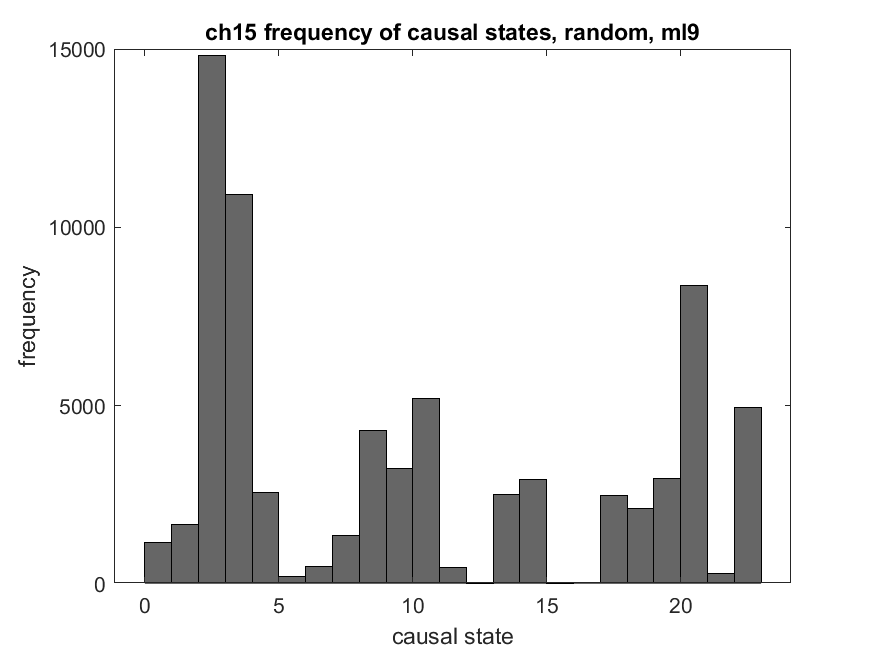 ch15 frequency of causal states, random, ml9
15000
10000
5000
0
frequency
0 5 10 15 20
causal state